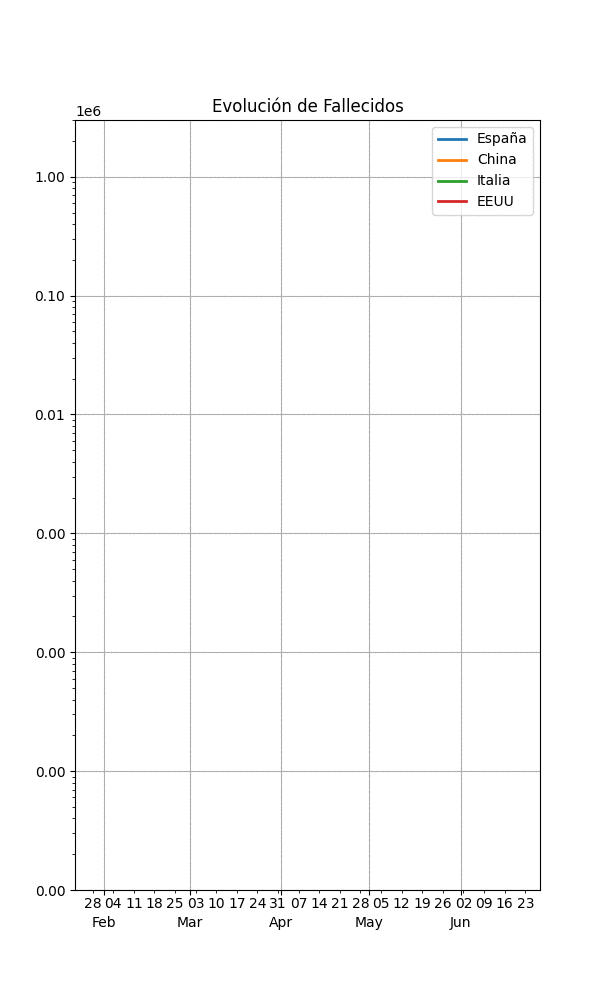 Evolución de Fallecidos
1e6
España
China
Italia
EEUU
1.00
0.10
0.01
0.00
0.00
0.00
0.00
28 04 11 18 25 03 10 17 24 31 07 14 21 28 05 12 19 26 02 09 16 23
Feb Mar Apr May Jun